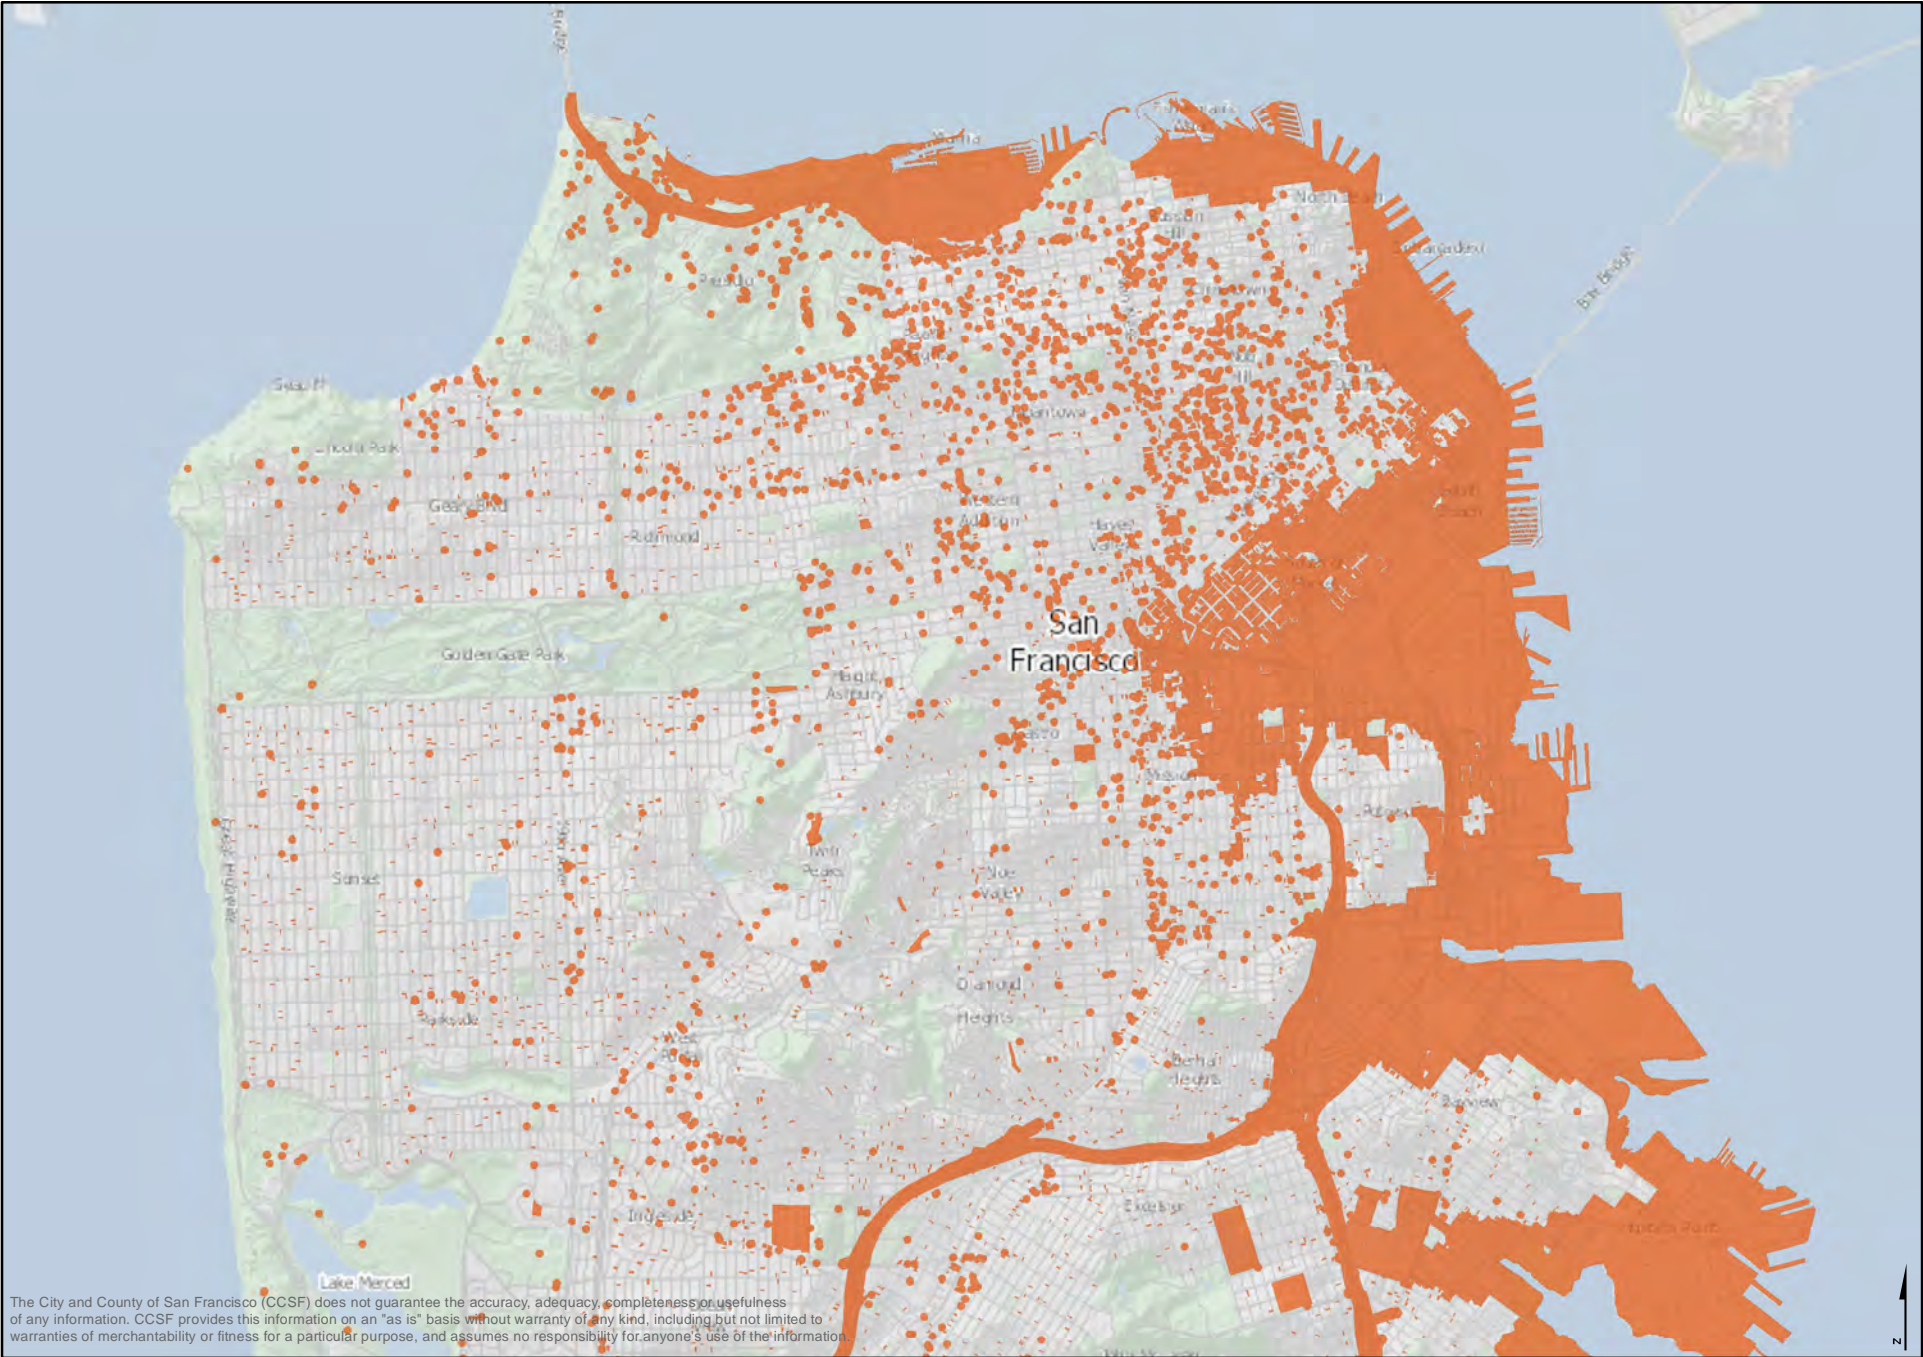 Marina
North Beach
Embarcadero
Russian
Hill
Bay Bridge
Chinatown
Presidio
Nob
Hill
Japantown
Lincoln Park
Geary Blvd
Western
Addition
Hayes
Valley
Richmond
San
Francisco
Golden Gate Park
Haight
Ashbury
Castro
Mission
Potrero
Twin
Peaks
Sunset
Noe
Valley
Diamond
Heights
Parkside
West
Portal
Bernal
Heights
Bayview
Excelsior
Ingleside
Hunters Point
Lake Merced
The City and County of San Francisco (CCSF) does not guarantee the accuracy, adequacy, completeness or usefulness
of any information. CCSF provides this information on an "as is" basis without warranty of any kind, including but not limited to
warranties of merchantability or fitness for a particular purpose, and assumes no responsibility for anyone's use of the information.
z